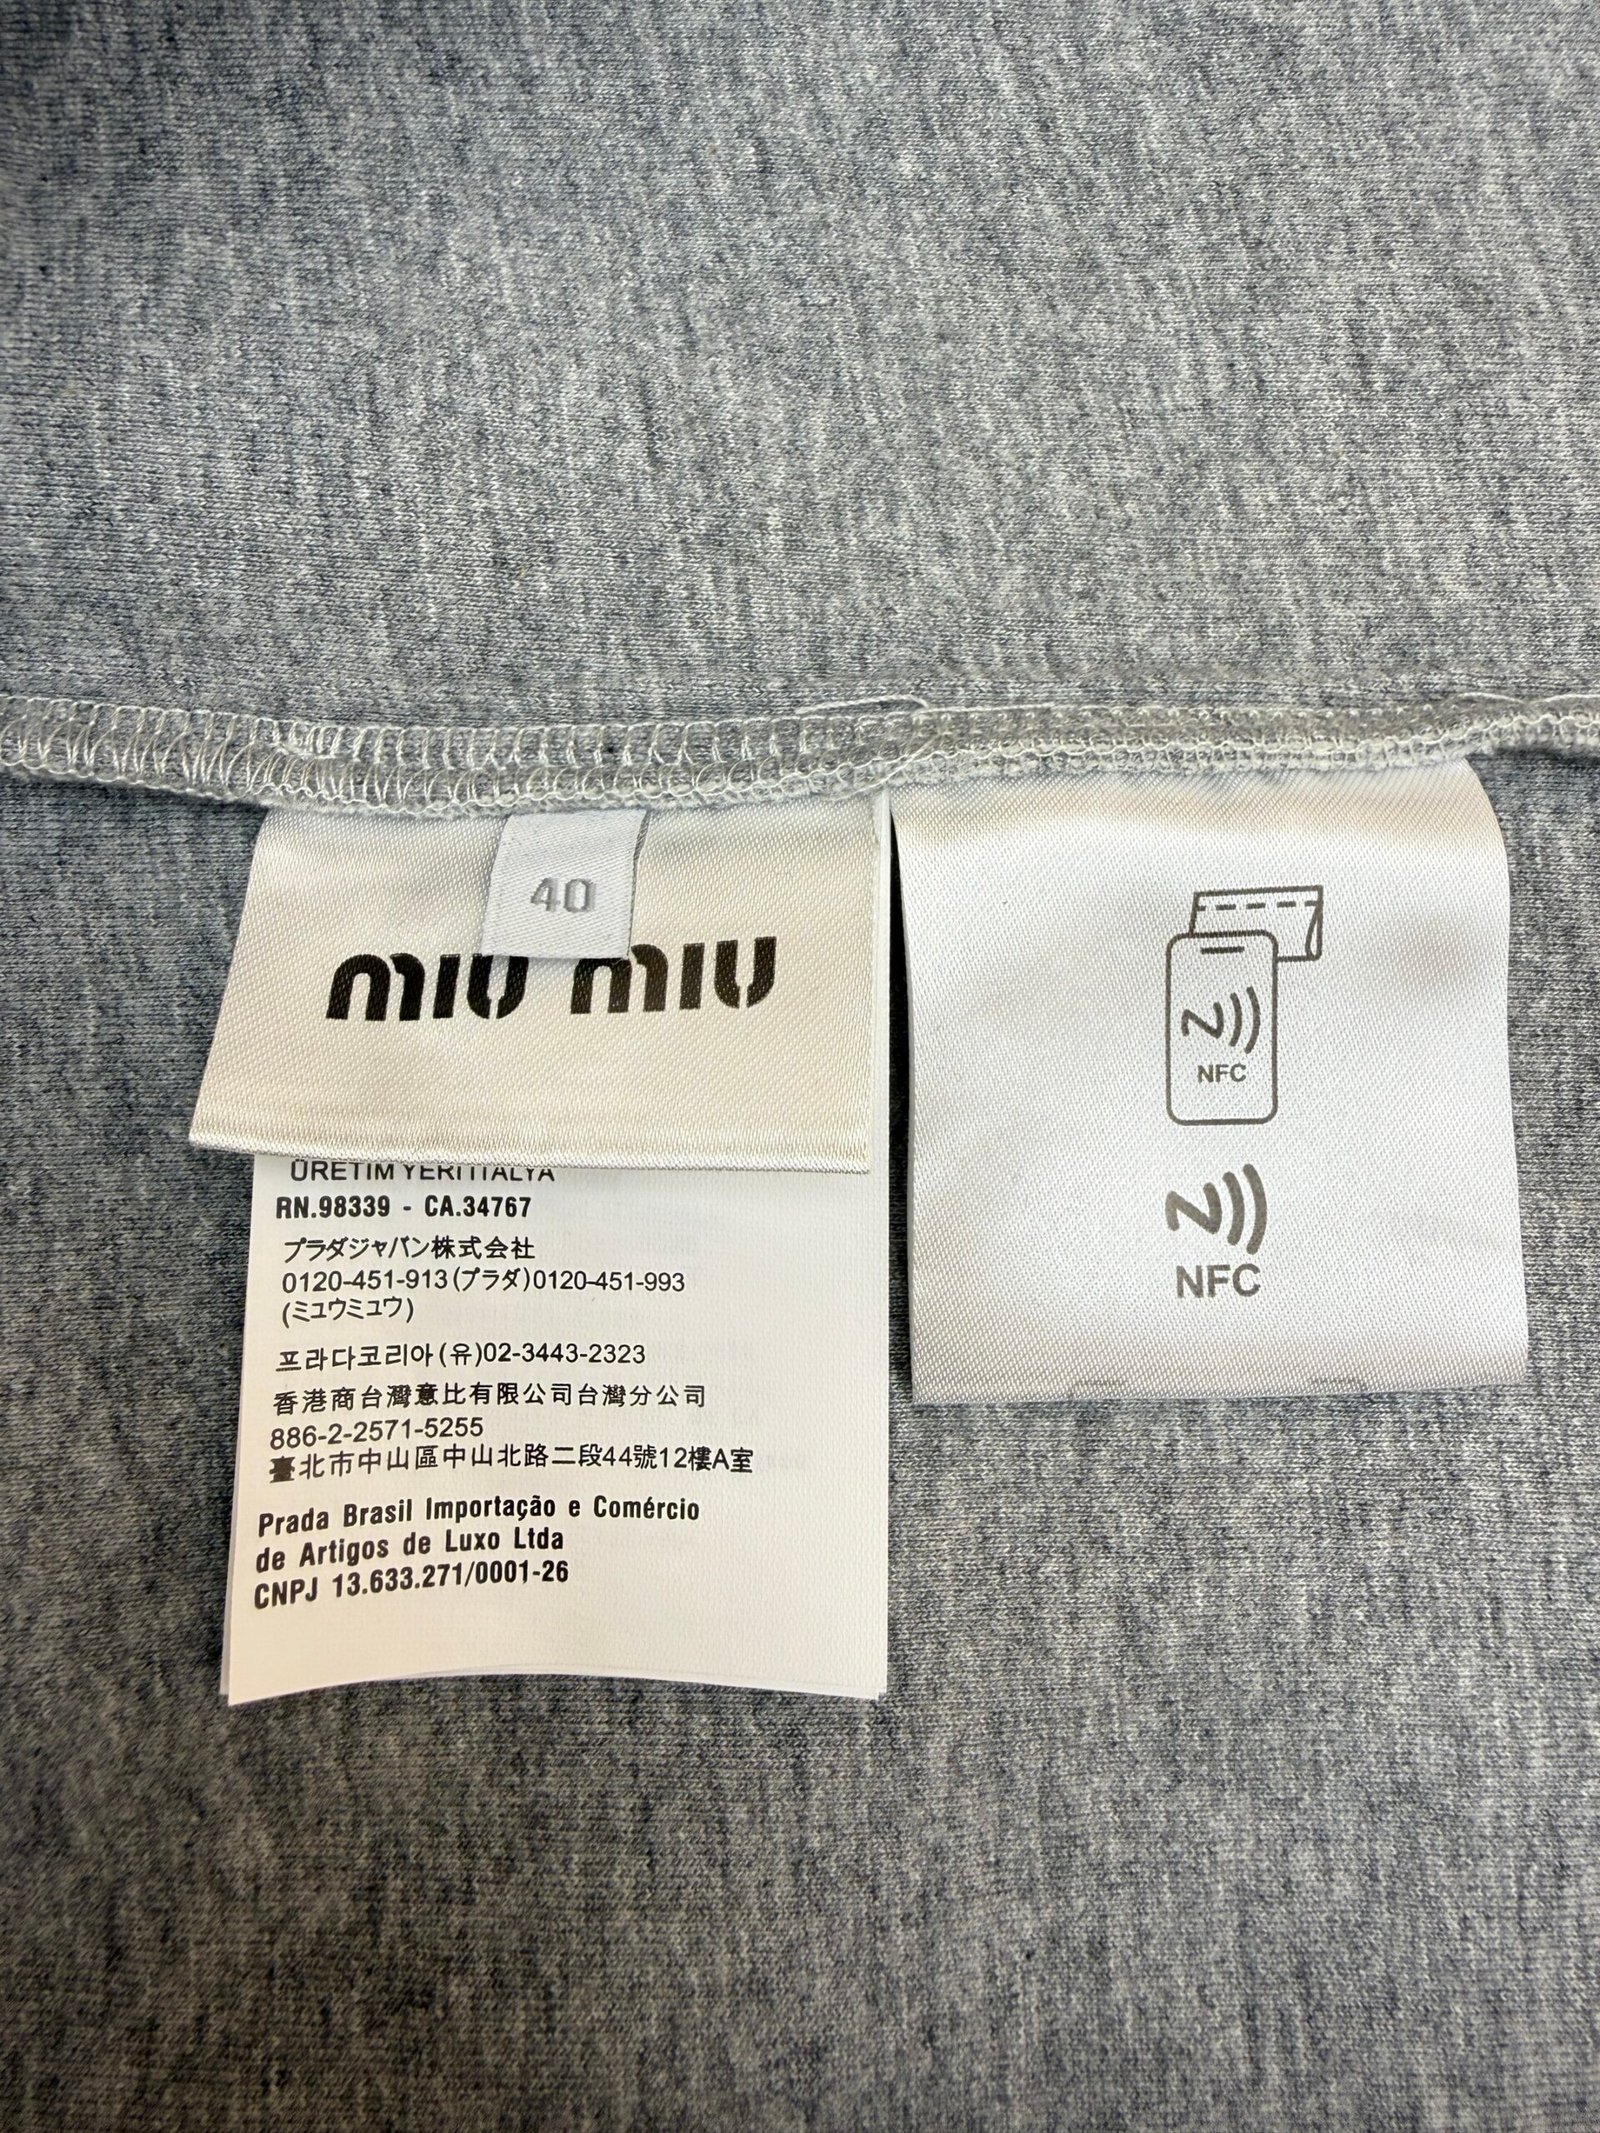 40
miu miu
ÜRETİM YERİ İTALYA
RN.98339 - CA.34767
プラダジャパン株式会社
0120-451-913(プラダ)0120-451-993
(ミュウミュウ)
프라다코리아(유)02-3443-2323
香港商台灣意比有限公司台灣分公司
886-2-2571-5255
臺北市中山區中山北路二段44號12樓A室
Prada Brasil Importação e Comércio
de Artigos de Luxo Ltda
CNPJ 13.633.271/0001-26
NFC
NFC